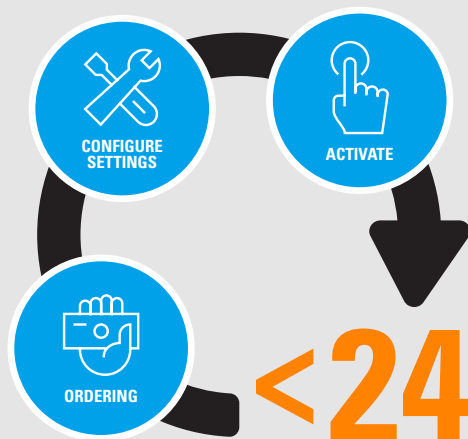 CONFIGURE
SETTINGS
ACTIVATE
ORDERING
<24